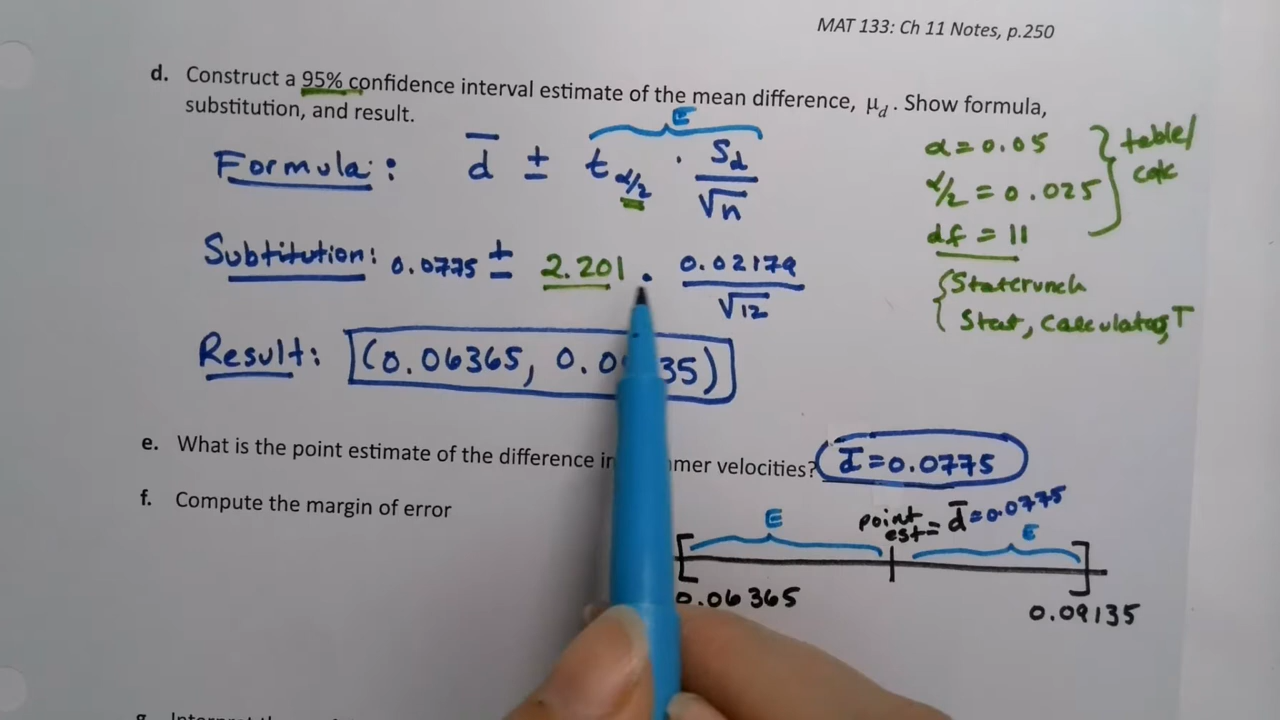 MAT 133: Ch 11 Notes, p.250
d. Construct a 95% confidence interval estimate of the mean difference, μd. Show formula,
substitution, and result.
E
Formula: d̅ ± tα/2 · Sd/√n
α = 0.05
α/2 = 0.025
df = 11
table/
calc
Subtitution: 0.0775 ± 2.201 · 0.02179/√12
Statcrunch
Stat, Calculators, T
Result: (0.06365, 0. 35)
e. What is the point estimate of the difference in mer velocities? d̅ = 0.0775
f. Compute the margin of error
point
est = d̅ = 0.0775
E E
0.06365 0.09135